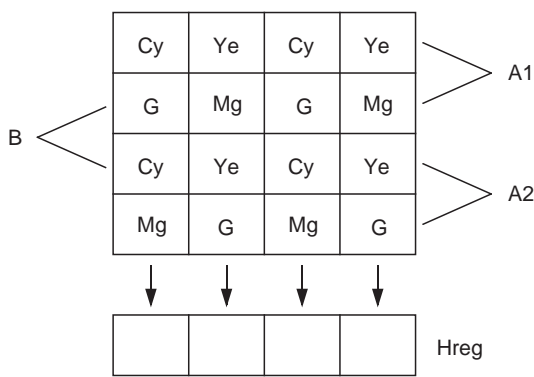 Cy Ye Cy Ye
A1
G Mg G Mg
B
Cy Ye Cy Ye
A2
Mg G Mg G
Hreg